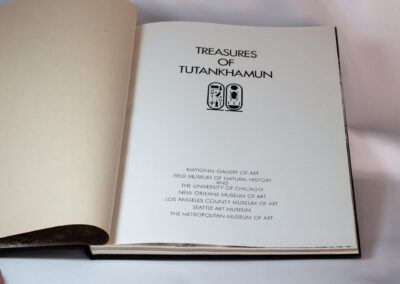 TREASURES
OF
TUTANKHAMUN
NATIONAL GALLERY OF ART
FIELD MUSEUM OF NATURAL HISTORY
AND
THE UNIVERSITY OF CHICAGO
NEW ORLEANS MUSEUM OF ART
LOS ANGELES COUNTY MUSEUM OF ART
SEATTLE ART MUSEUM
THE METROPOLITAN MUSEUM OF ART